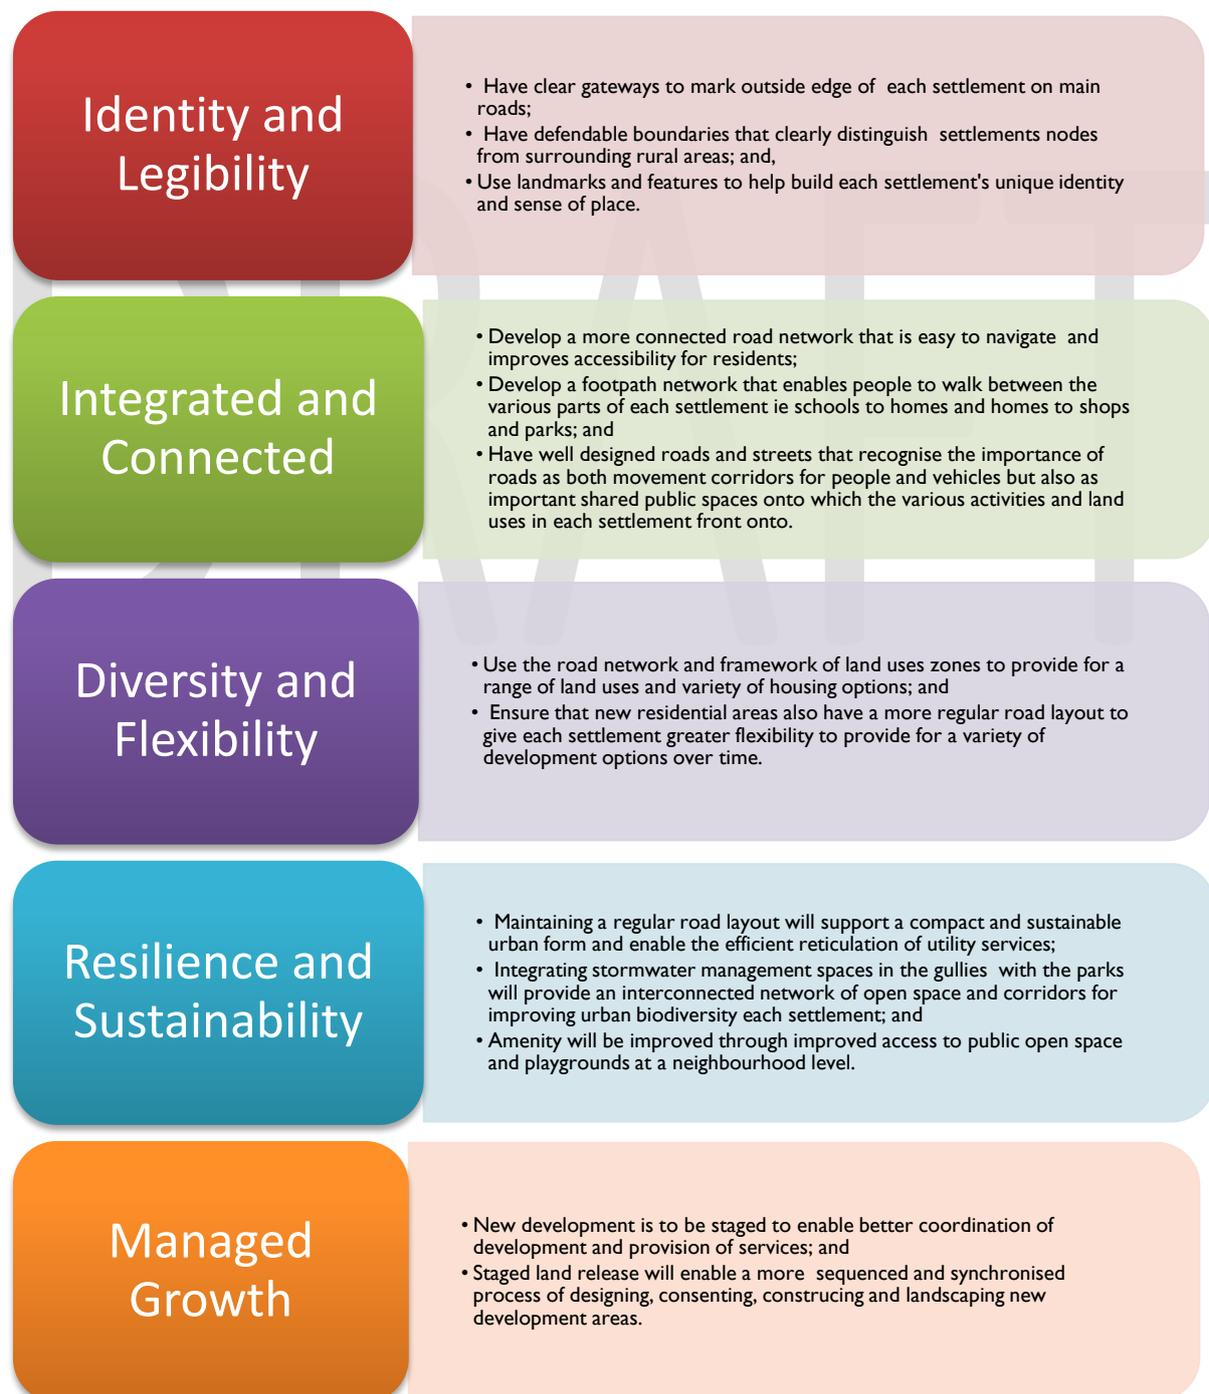 Identity and
Legibility
• Have clear gateways to mark outside edge of each settlement on main
roads;
• Have defendable boundaries that clearly distinguish settlements nodes
from surrounding rural areas; and,
• Use landmarks and features to help build each settlement's unique identity
and sense of place.
Integrated and
Connected
• Develop a more connected road network that is easy to navigate and
improves accessibility for residents;
• Develop a footpath network that enables people to walk between the
various parts of each settlement ie schools to homes and homes to shops
and parks; and
• Have well designed roads and streets that recognise the importance of
roads as both movement corridors for people and vehicles but also as
important shared public spaces onto which the various activities and land
uses in each settlement front onto.
DRAFT
Diversity and
Flexibility
• Use the road network and framework of land uses zones to provide for a
range of land uses and variety of housing options; and
• Ensure that new residential areas also have a more regular road layout to
give each settlement greater flexibility to provide for a variety of
development options over time.
Resilience and
Sustainability
• Maintaining a regular road layout will support a compact and sustainable
urban form and enable the efficient reticulation of utility services;
• Integrating stormwater management spaces in the gullies with the parks
will provide an interconnected network of open space and corridors for
improving urban biodiversity each settlement; and
• Amenity will be improved through improved access to public open space
and playgrounds at a neighbourhood level.
Managed
Growth
• New development is to be staged to enable better coordination of
development and provision of services; and
• Staged land release will enable a more sequenced and synchronised
process of designing, consenting, construcing and landscaping new
development areas.